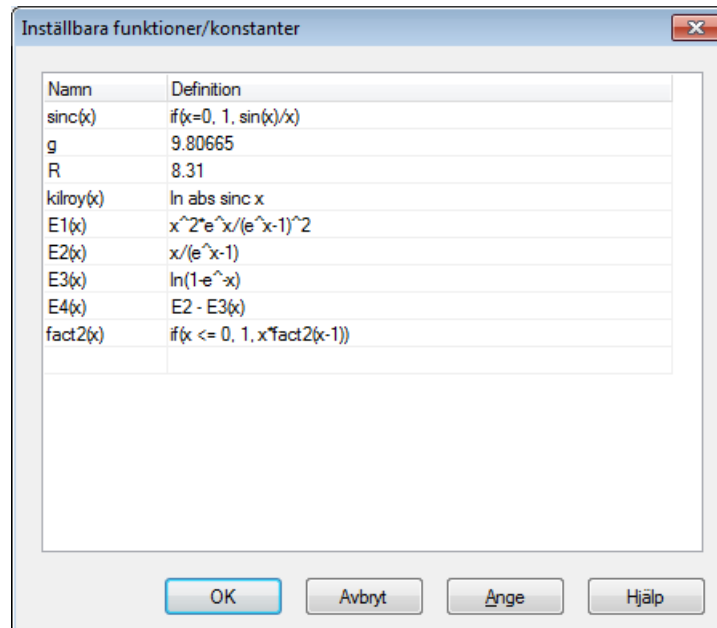 Inställbara funktioner/konstanter
Namn Definition
sinc(x) if(x=0, 1, sin(x)/x)
g 9.80665
R 8.31
kilroy(x) ln abs sinc x
E1(x) x^2*e^x/(e^x-1)^2
E2(x) x/(e^x-1)
E3(x) ln(1-e^-x)
E4(x) E2 - E3(x)
fact2(x) if(x <= 0, 1, x*fact2(x-1))
OK Avbryt Ange Hjälp